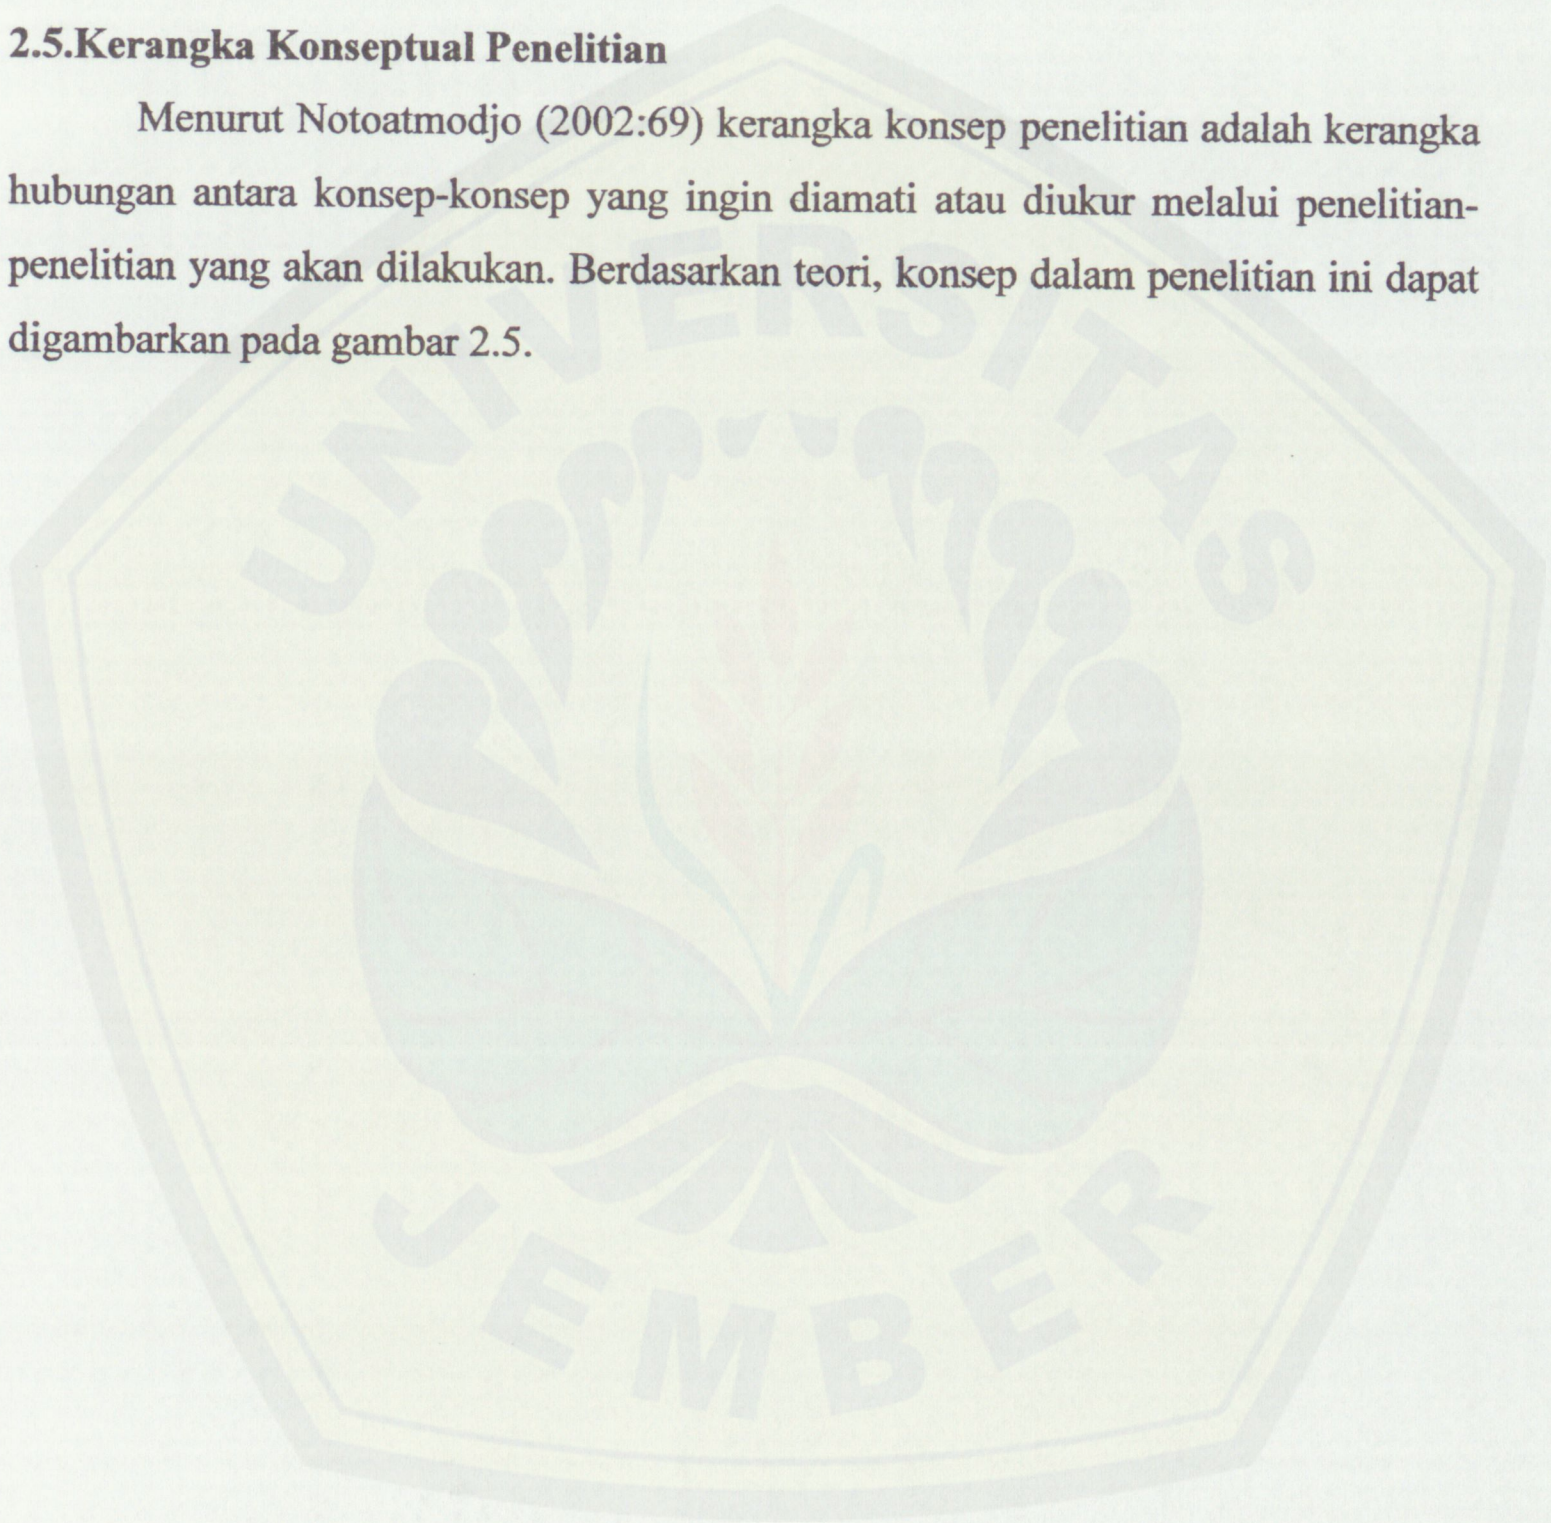 2.5.Kerangka Konseptual Penelitian
Menurut Notoatmodjo (2002:69) kerangka konsep penelitian adalah kerangka
hubungan antara konsep-konsep yang ingin diamati atau diukur melalui penelitian-
penelitian yang akan dilakukan. Berdasarkan teori, konsep dalam penelitian ini dapat
digambarkan pada gambar 2.5.
UNIVERSITAS
JEMBER